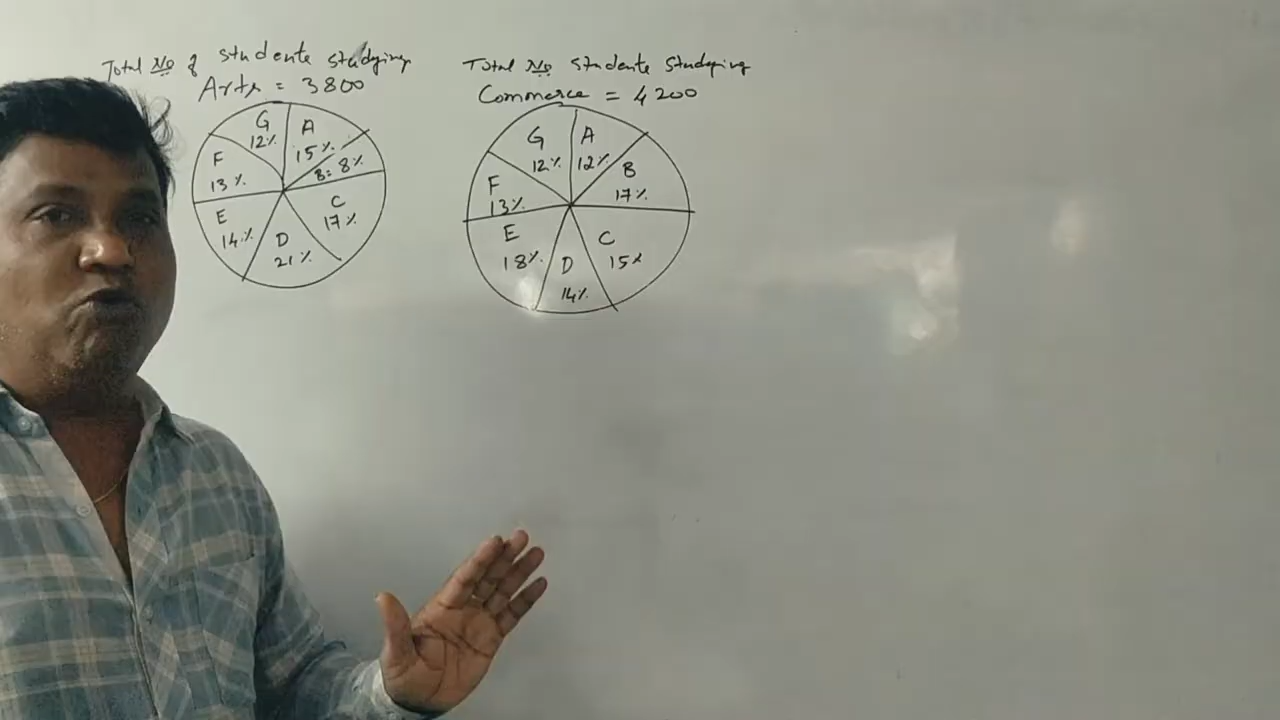 Total No of students studying
Arts = 3800
G
12%
A
15%
B = 8%
F
13%
C
17%
E
14%
D
21%
Total No students studying
Commerce = 4200
G
12%
A
12%
B
17%
F
13%
E
18%
C
15%
D
14%